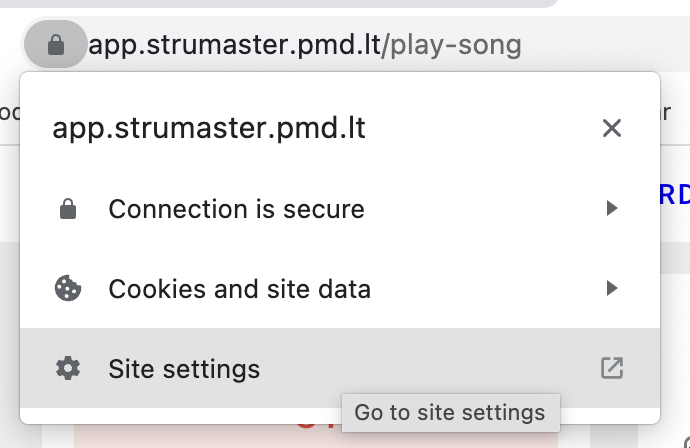 app.strumaster.pmd.lt/play-song
app.strumaster.pmd.lt
Connection is secure
Cookies and site data
Site settings
Go to site settings